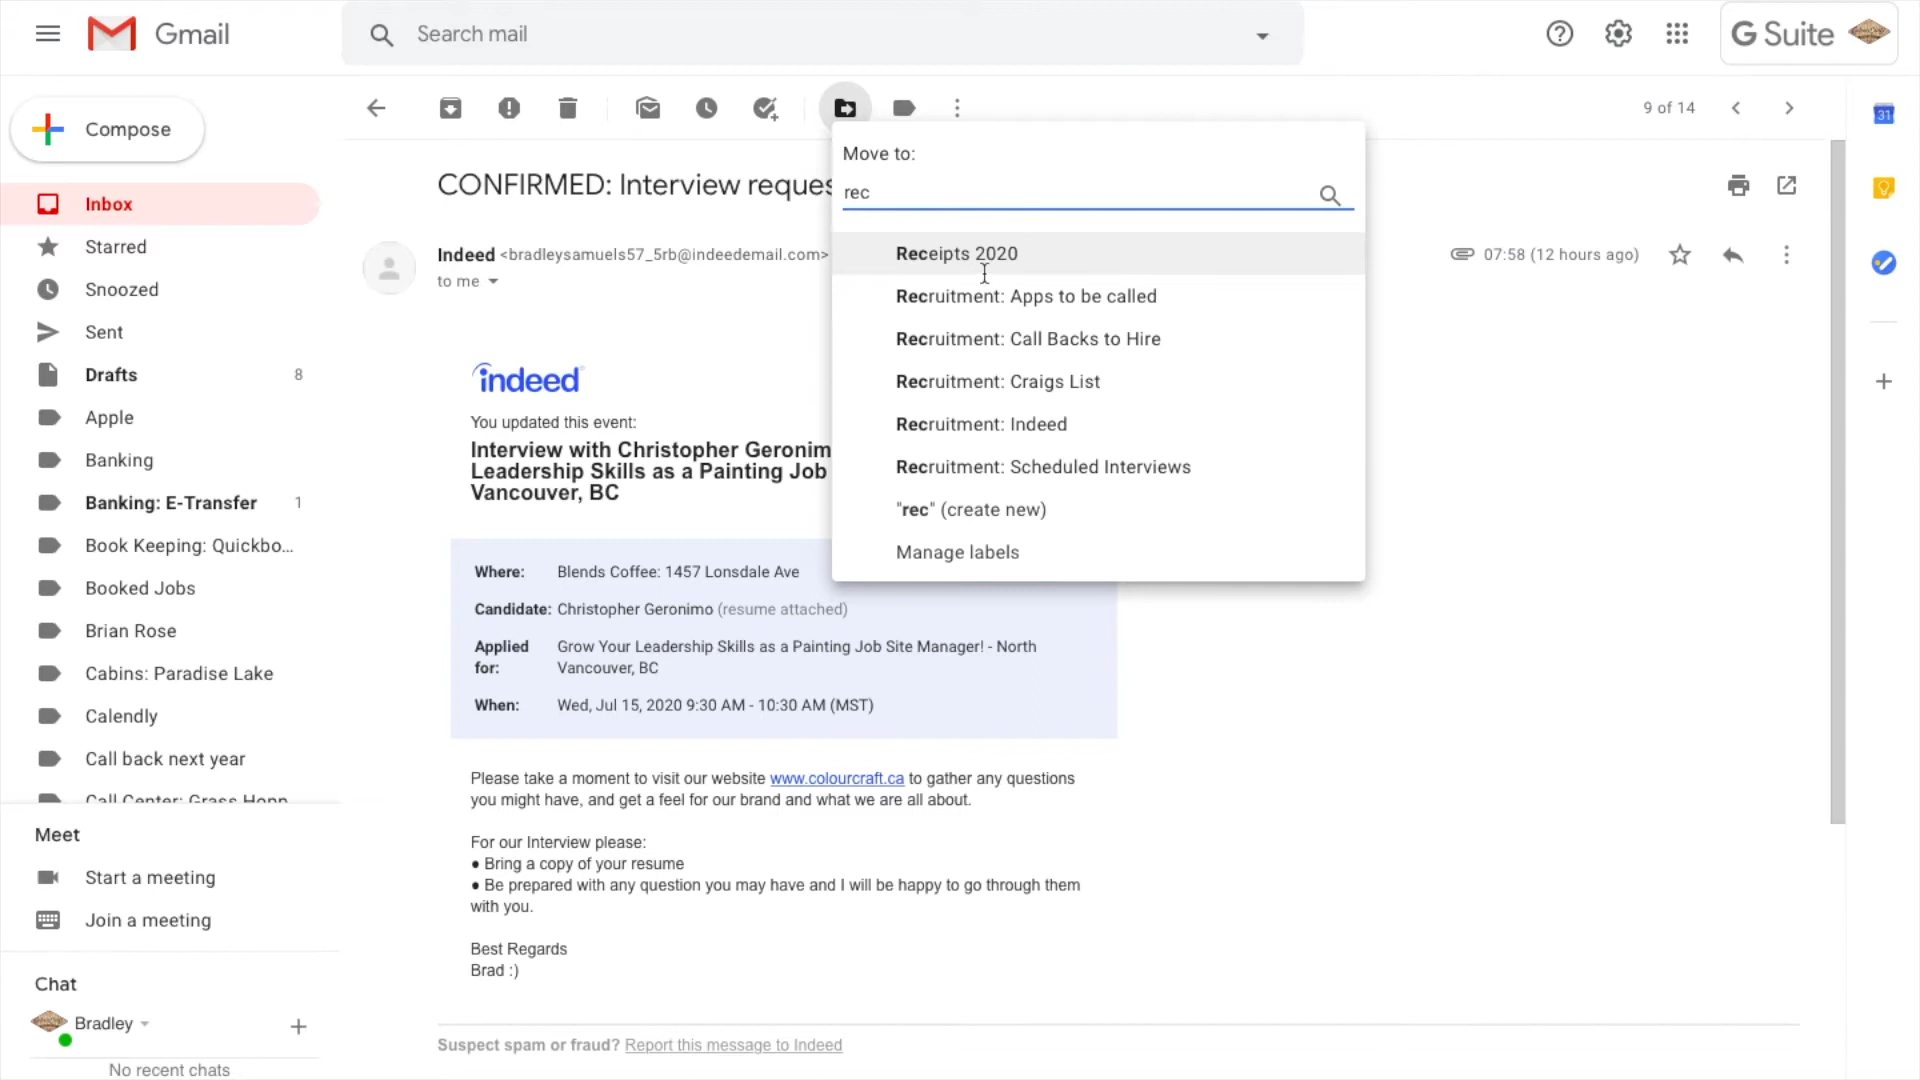 Gmail
Search mail
G Suite
Compose
9 of 14
31
Inbox
Starred
Snoozed
Sent
Drafts 8
Apple
Banking
Banking: E-Transfer 1
Book Keeping: Quickbo...
Booked Jobs
Brian Rose
Cabins: Paradise Lake
Calendly
Call back next year
Call Center: Grass Hopp
Meet
Start a meeting
Join a meeting
Chat
Bradley
No recent chats
CONFIRMED: Interview reques
Indeed <bradleysamuels57_5rb@indeedemail.com>
to me
07:58 (12 hours ago)
Move to:
rec
Receipts 2020
Recruitment: Apps to be called
Recruitment: Call Backs to Hire
Recruitment: Craigs List
Recruitment: Indeed
Recruitment: Scheduled Interviews
"rec" (create new)
Manage labels
indeed
You updated this event:
Interview with Christopher Geronim
Leadership Skills as a Painting Job
Vancouver, BC
Where: Blends Coffee: 1457 Lonsdale Ave
Candidate: Christopher Geronimo (resume attached)
Applied for: Grow Your Leadership Skills as a Painting Job Site Manager! - North
Vancouver, BC
When: Wed, Jul 15, 2020 9:30 AM - 10:30 AM (MST)
Please take a moment to visit our website www.colourcraft.ca to gather any questions
you might have, and get a feel for our brand and what we are all about.
For our Interview please:
● Bring a copy of your resume
● Be prepared with any question you may have and I will be happy to go through them
with you.
Best Regards
Brad :)
Suspect spam or fraud? Report this message to Indeed